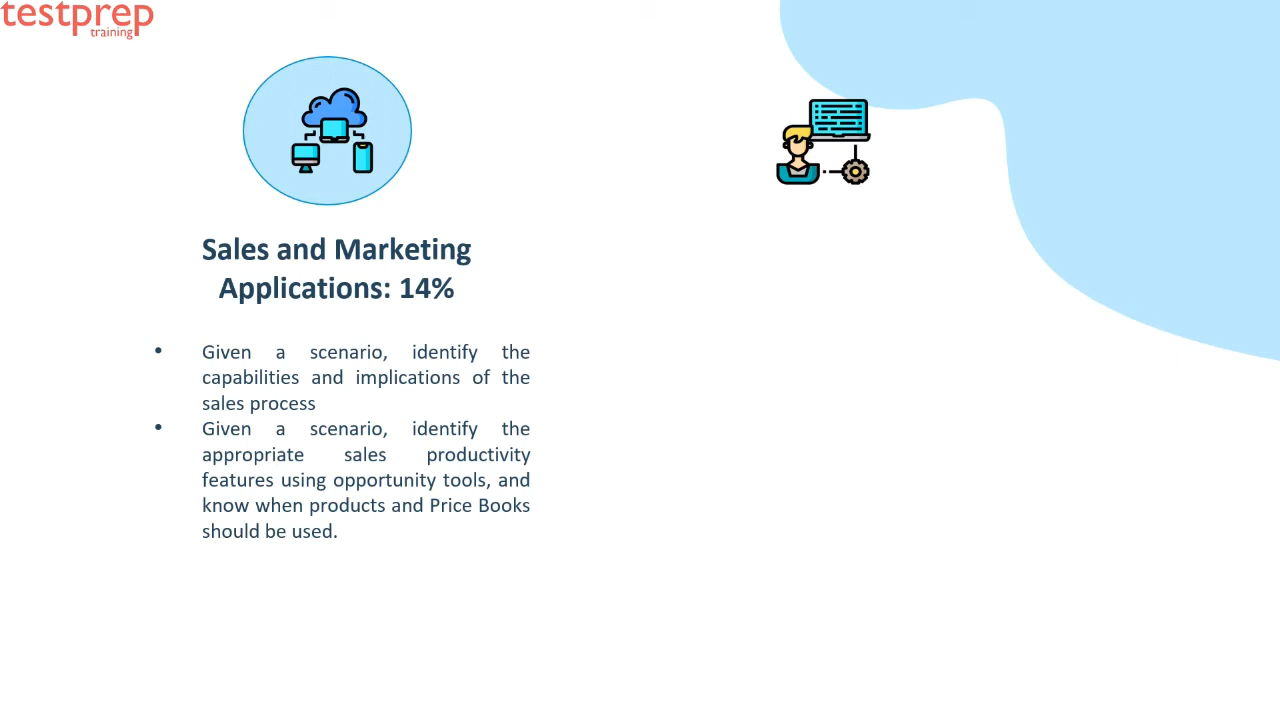 testprep
training
Sales and Marketing
Applications: 14%
• Given a scenario, identify the
capabilities and implications of the
sales process
• Given a scenario, identify the
appropriate sales productivity
features using opportunity tools, and
know when products and Price Books
should be used.